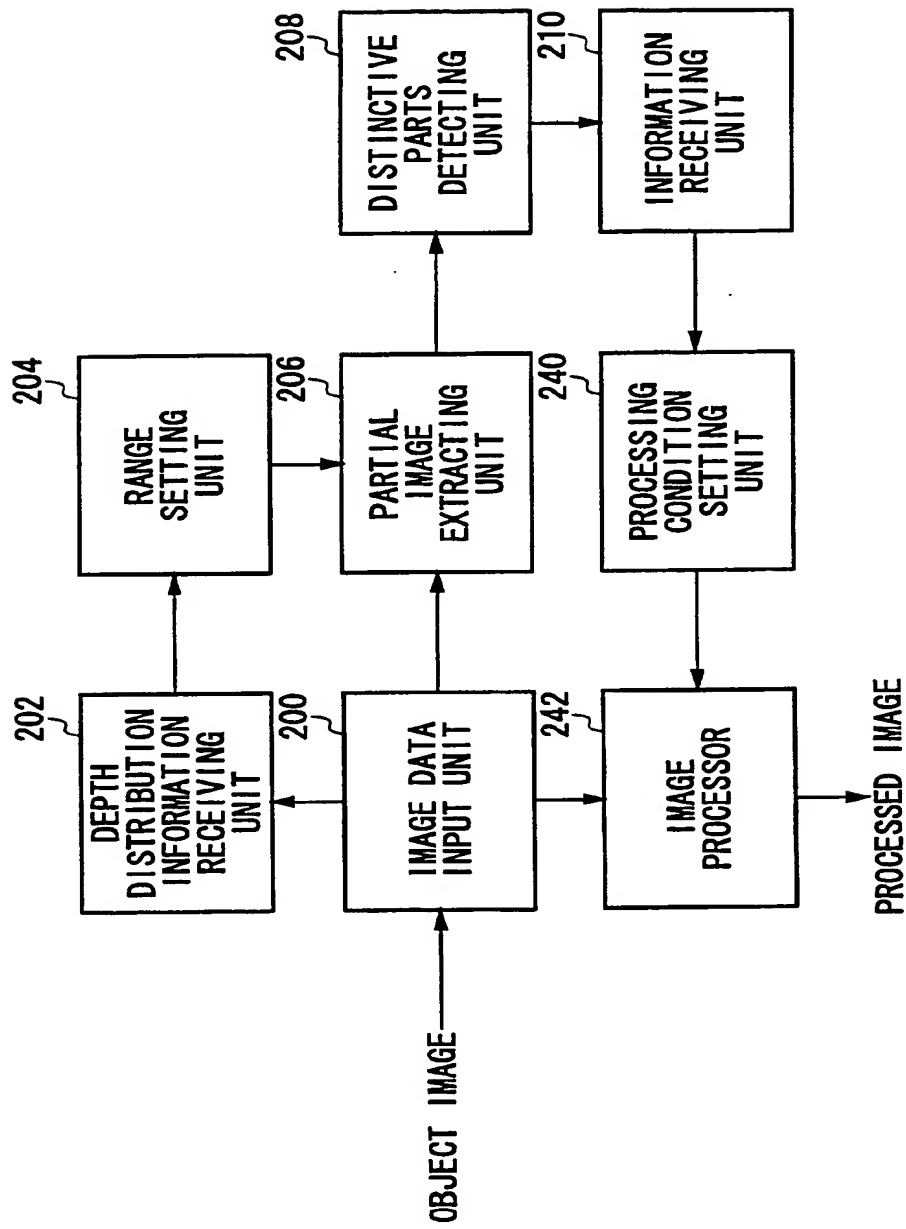 202
DEPTH
DISTRIBUTION
INFORMATION
RECEIVING
UNIT
204
RANGE
SETTING
UNIT
OBJECT IMAGE
200
IMAGE DATA
INPUT UNIT
206
PARTIAL
IMAGE
EXTRACTING
UNIT
208
DISTINCTIVE
PARTS
DETECTING
UNIT
242
IMAGE
PROCESSOR
240
PROCESSING
CONDITION
SETTING
UNIT
210
INFORMATION
RECEIVING
UNIT
PROCESSED IMAGE